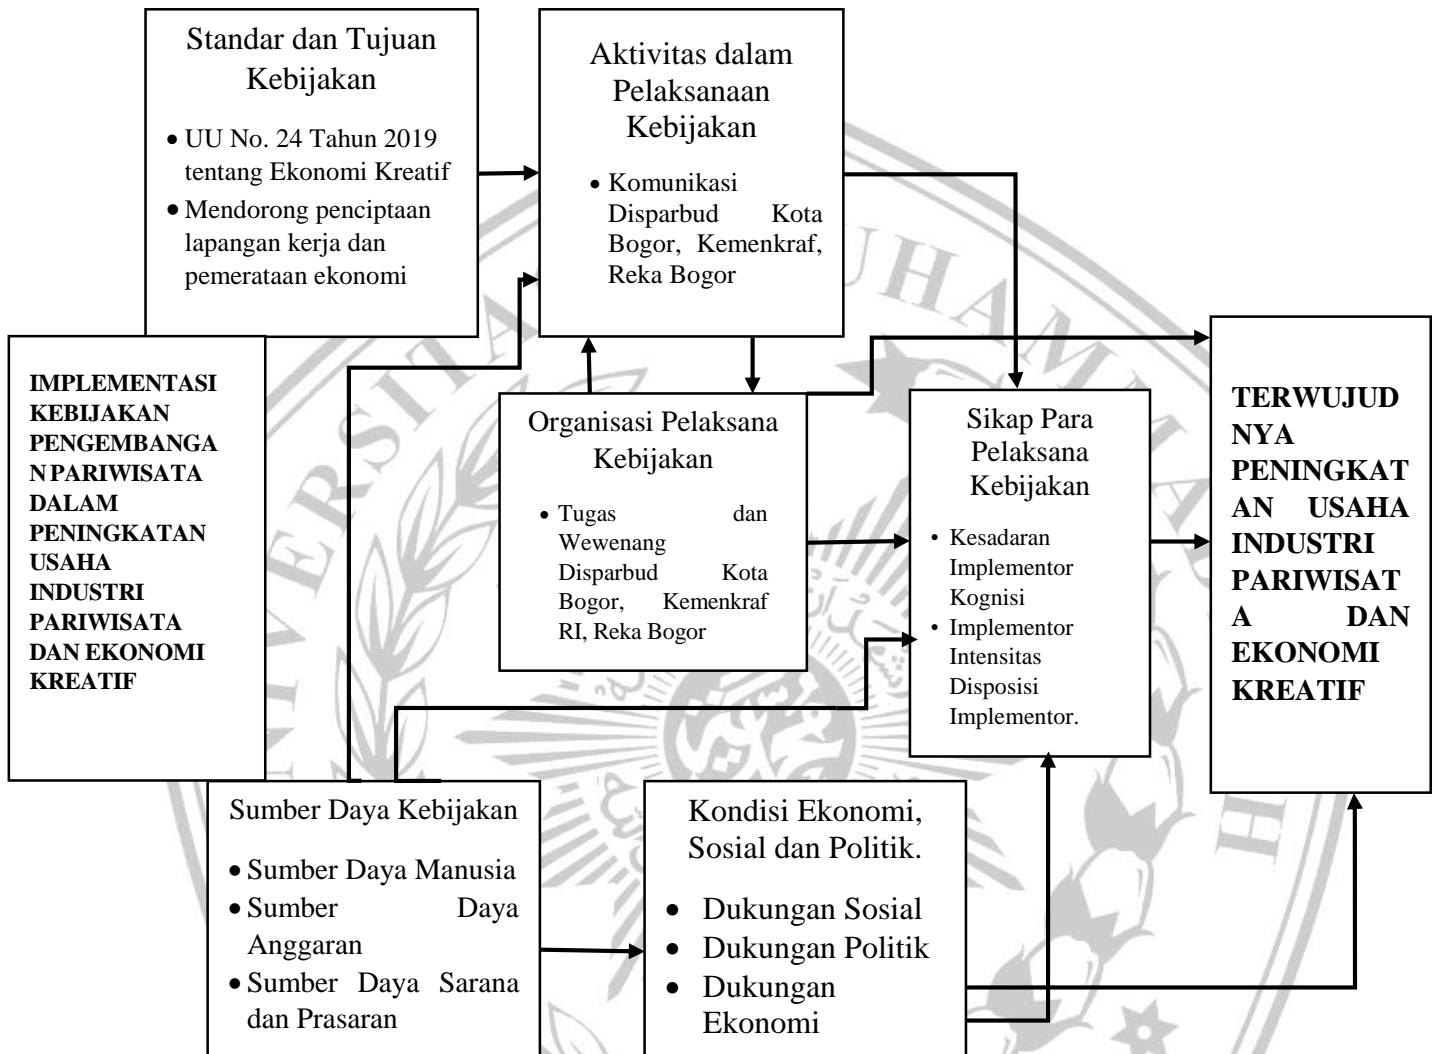 Standar dan Tujuan
Kebijakan
• UU No. 24 Tahun 2019
tentang Ekonomi Kreatif
• Mendorong penciptaan
lapangan kerja dan
pemerataan ekonomi
Aktivitas dalam
Pelaksanaan
Kebijakan
• Komunikasi
Disparbud Kota
Bogor, Kemenkraf,
Reka Bogor
IMPLEMENTASI
KEBIJAKAN
PENGEMBANGA
N PARIWISATA
DALAM
PENINGKATAN
USAHA
INDUSTRI
PARIWISATA
DAN EKONOMI
KREATIF
Organisasi Pelaksana
Kebijakan
• Tugas dan
Wewenang
Disparbud Kota
Bogor, Kemenkraf
RI, Reka Bogor
Sikap Para
Pelaksana
Kebijakan
• Kesadaran
Implementor
Kognisi
• Implementor
Intensitas
Disposisi
Implementor.
TERWUJUD
NYA
PENINGKAT
AN USAHA
INDUSTRI
PARIWISAT
A DAN
EKONOMI
KREATIF
Sumber Daya Kebijakan
• Sumber Daya Manusia
• Sumber Daya
Anggaran
• Sumber Daya Sarana
dan Prasaran
Kondisi Ekonomi,
Sosial dan Politik.
• Dukungan Sosial
• Dukungan Politik
• Dukungan
Ekonomi